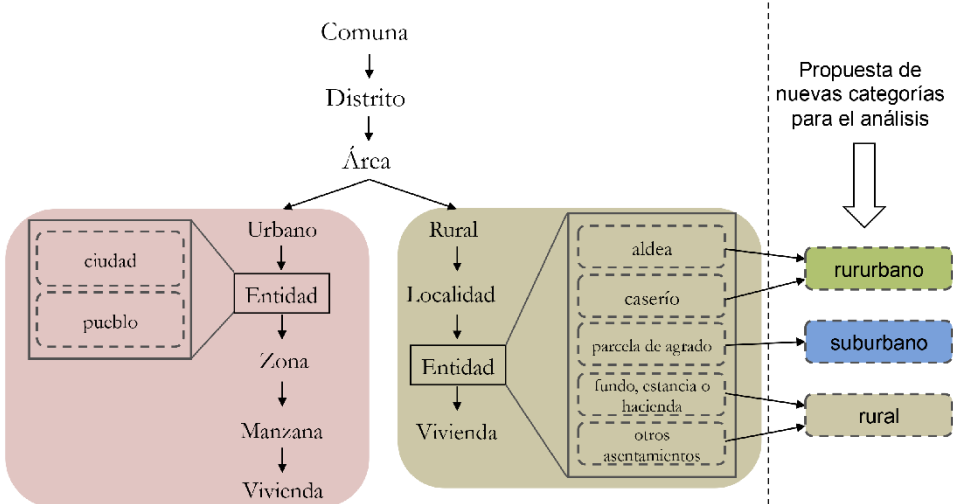 Comuna
Distrito
Área
Urbano
Entidad
Zona
Manzana
Vivienda
ciudad
pueblo
Rural
Localidad
Entidad
Vivienda
aldea
caserío
parcela de agrado
fundo, estancia o
hacienda
otros
asentamientos
Propuesta de
nuevas categorías
para el análisis
rururbano
suburbano
rural